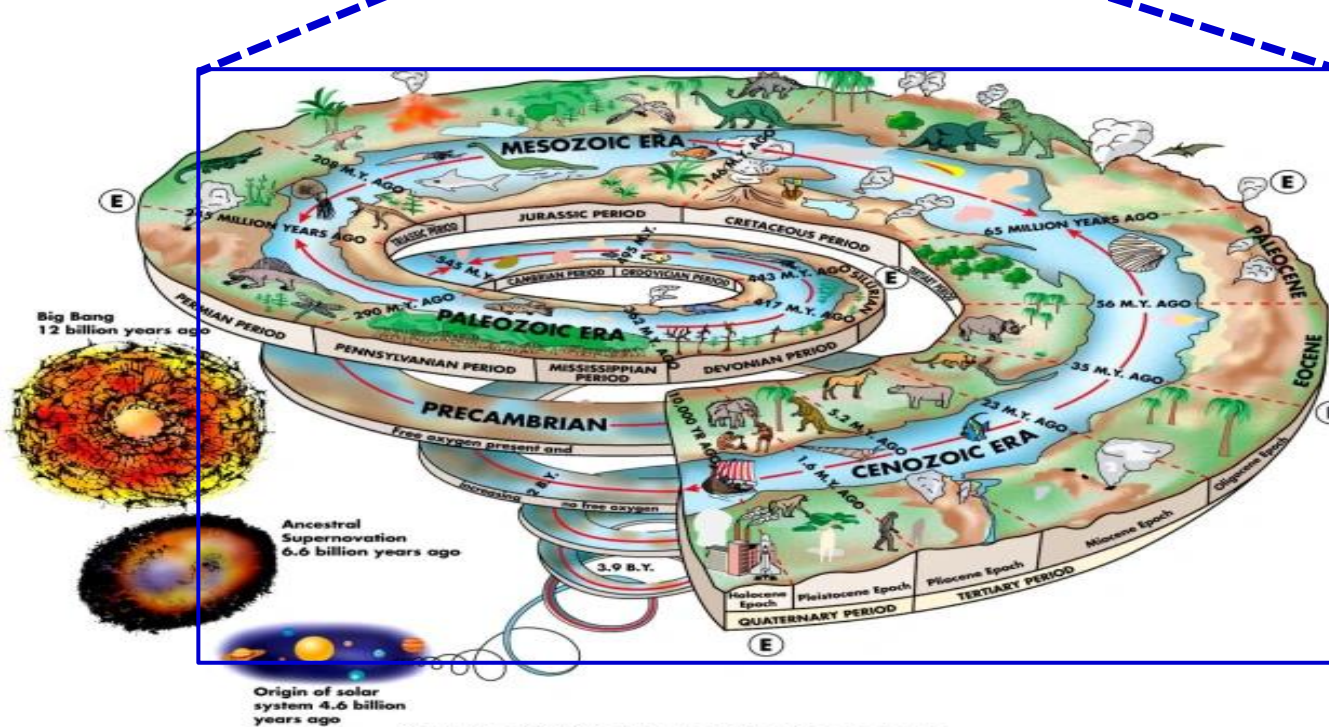 MESOZOIC ERA
208 M.Y. AGO
146 M.Y. AGO
E
E
245 MILLION YEARS AGO
65 MILLION YEARS AGO
TRIASSIC PERIOD
JURASSIC PERIOD
CRETACEOUS PERIOD
PALEOCENE
545 M.Y.
495 M.Y.
CAMBRIAN PERIOD
ORDOVICIAN PERIOD
443 M.Y. AGO
SILURIAN
E
417 M.Y. AGO
56 M.Y. AGO
290 M.Y. AGO
PALEOZOIC ERA
362 M.Y. AGO
EOCENE
PERMIAN PERIOD
PENNSYLVANIAN PERIOD
MISSISSIPPIAN
PERIOD
DEVONIAN PERIOD
35 M.Y. AGO
Big Bang
12 billion years ago
PRECAMBRIAN
10,000 YR AGO
5.2 M.Y. AGO
23 M.Y. AGO
Free oxygen present and
increasing
2 B.Y.
no free oxygen
1.6 M.Y. AGO
CENOZOIC ERA
Oligocene Epoch
Ancestral
Supernovation
6.6 billion years ago
3.9 B.Y.
Holocene
Epoch
Pleistocene Epoch
Pliocene Epoch
Miocene Epoch
QUATERNARY PERIOD
TERTIARY PERIOD
E
Origin of solar
system 4.6 billion
years ago